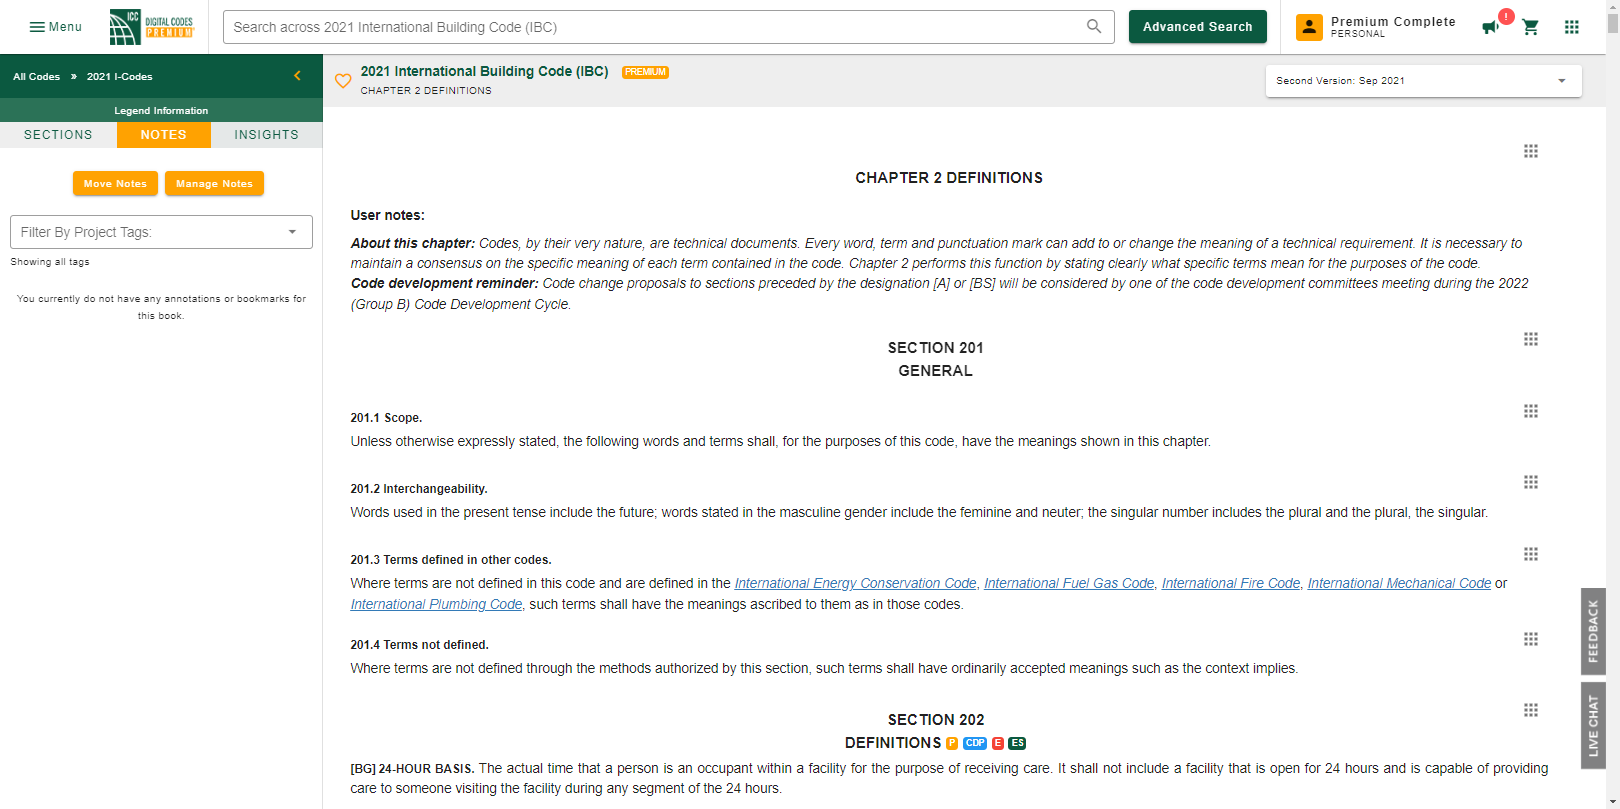 Menu
ICC DIGITAL CODES
PREMIUM
Search across 2021 International Building Code (IBC)
Advanced Search
Premium Complete
PERSONAL
!
All Codes » 2021 I-Codes
Legend Information
SECTIONS NOTES INSIGHTS
Move Notes Manage Notes
Filter By Project Tags:
Showing all tags
You currently do not have any annotations or bookmarks for
this book.
2021 International Building Code (IBC) PREMIUM
CHAPTER 2 DEFINITIONS
Second Version: Sep 2021
CHAPTER 2 DEFINITIONS
User notes:
About this chapter: Codes, by their very nature, are technical documents. Every word, term and punctuation mark can add to or change the meaning of a technical requirement. It is necessary to
maintain a consensus on the specific meaning of each term contained in the code. Chapter 2 performs this function by stating clearly what specific terms mean for the purposes of the code.
Code development reminder: Code change proposals to sections preceded by the designation [A] or [BS] will be considered by one of the code development committees meeting during the 2022
(Group B) Code Development Cycle.
SECTION 201
GENERAL
201.1 Scope.
Unless otherwise expressly stated, the following words and terms shall, for the purposes of this code, have the meanings shown in this chapter.
201.2 Interchangeability.
Words used in the present tense include the future; words stated in the masculine gender include the feminine and neuter; the singular number includes the plural and the plural, the singular.
201.3 Terms defined in other codes.
Where terms are not defined in this code and are defined in the International Energy Conservation Code, International Fuel Gas Code, International Fire Code, International Mechanical Code or
International Plumbing Code, such terms shall have the meanings ascribed to them as in those codes.
201.4 Terms not defined.
Where terms are not defined through the methods authorized by this section, such terms shall have ordinarily accepted meanings such as the context implies.
SECTION 202
DEFINITIONS P CDP E ES
[BG] 24-HOUR BASIS. The actual time that a person is an occupant within a facility for the purpose of receiving care. It shall not include a facility that is open for 24 hours and is capable of providing
care to someone visiting the facility during any segment of the 24 hours.
FEEDBACK
LIVE CHAT